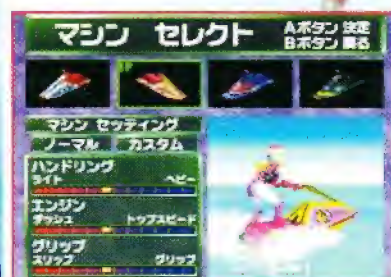 マシン セレクト
Aボタン 決定
Bボタン 戻る
1P
マシン セッティング
ノーマル カスタム
ハンドリング
ライト ヘビー
エンジン
ダッシュ トップスピード
グリップ
スリップ グリップ